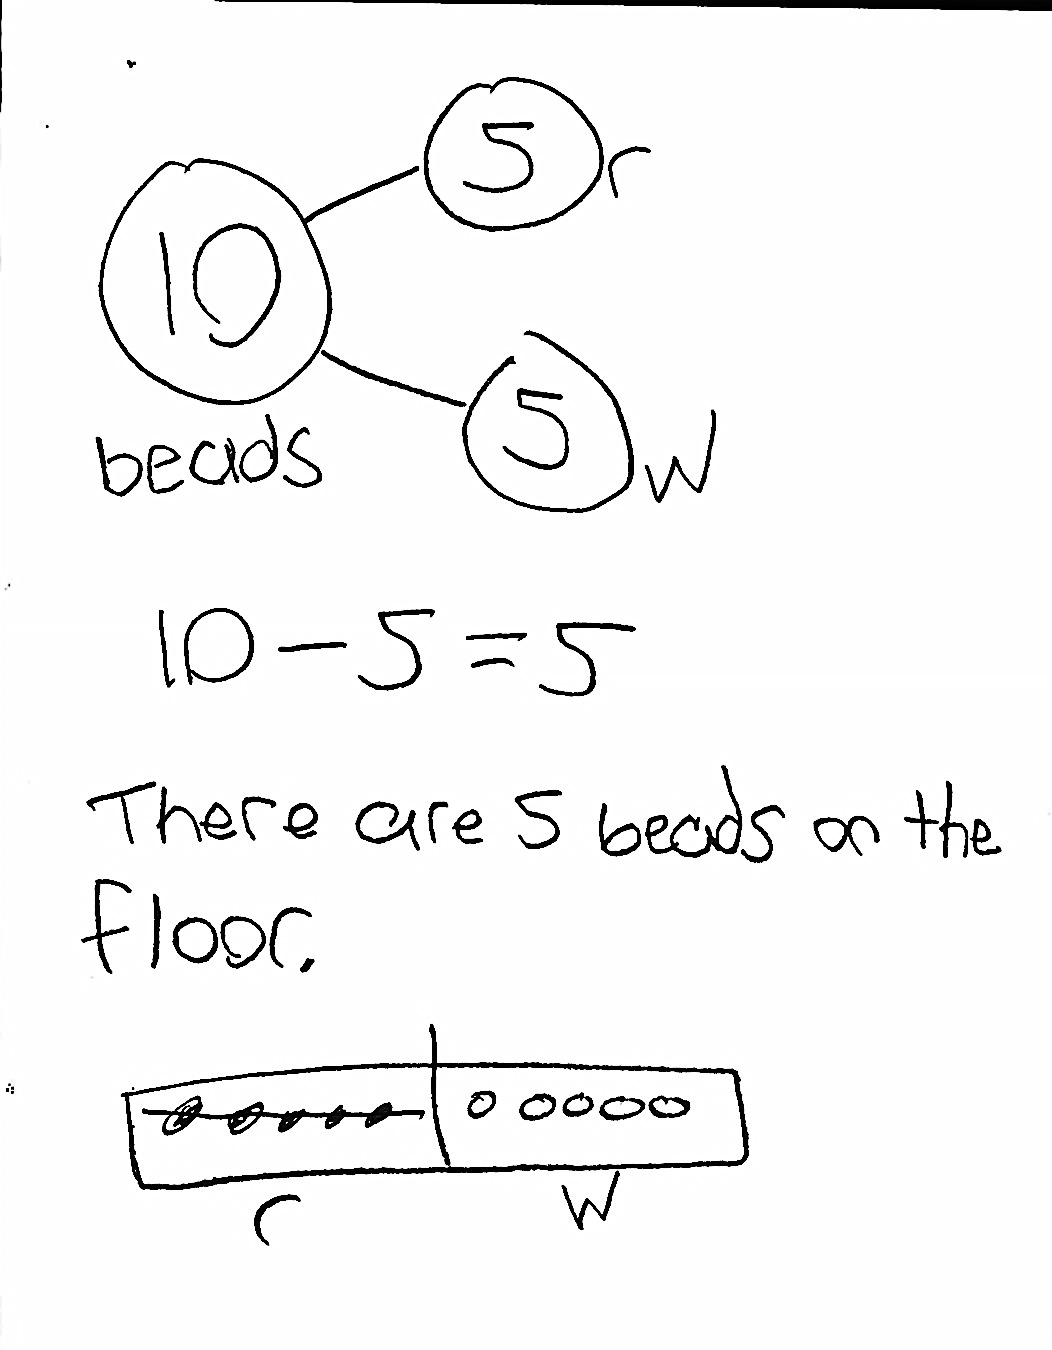 5 r
10
beads
5 W
10 - 5 = 5
There are 5 beads on the
floor.
r W